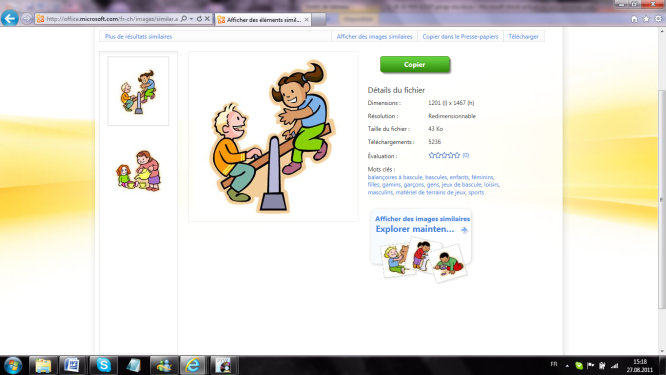 http://office.microsoft.com/fr-ch/images/similar.a
Afficher des éléments simil...
Plus de résultats similaires
Afficher des images similaires
Copier dans le Presse-papiers
Télécharger
Copier
Détails du fichier
Dimensions : 1201 (l) x 1467 (h)
Résolution : Redimensionnable
Taille du fichier : 43 Ko
Téléchargements : 5236
Évaluation : (0)
Mots clés :
balançoires à bascule, bascules, enfants, féminins,
filles, gamins, garçons, gens, jeux de bascule, loisirs,
masculins, matériel de terrains de jeux, sports
Afficher des images similaires
Explorer mainten...
FR
15:18
27.08.2011